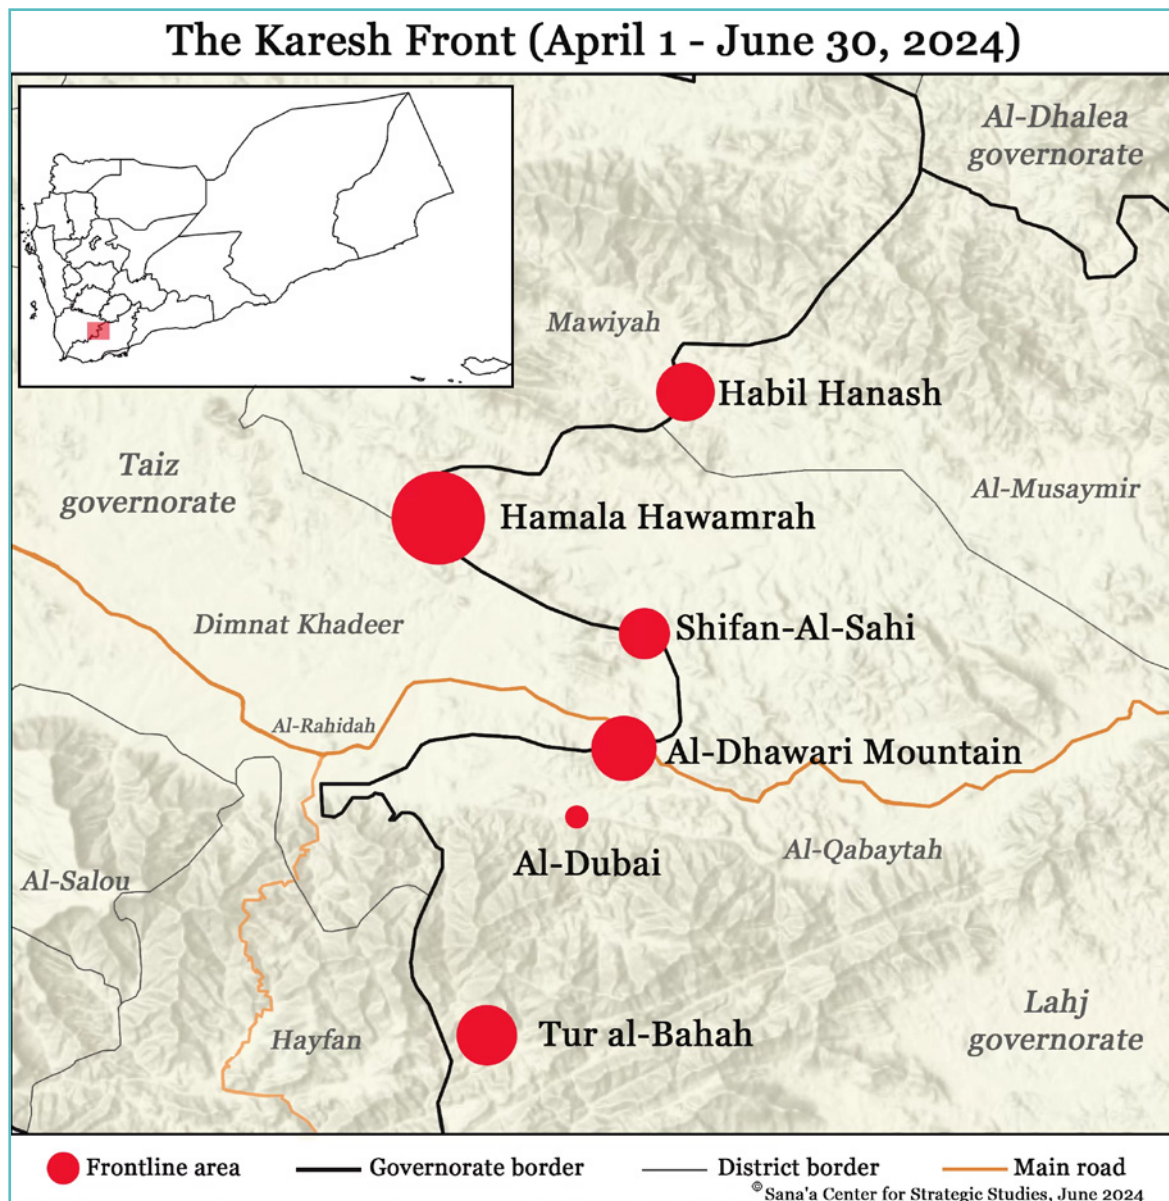 The Karesh Front (April 1 - June 30, 2024)
Al-Dhalea
governorate
Mawiyah
Habil Hanash
Taiz
governorate
Al-Musaymir
Hamala Hawamrah
Dimnat Khadeer
Shifan-Al-Sahi
Al-Rahidah
Al-Dhawari Mountain
Al-Dubai
Al-Qabaytah
Al-Salou
Lahj
governorate
Hayfan
Tur al-Bahah
Frontline area
Governorate border
District border
Main road
© Sana'a Center for Strategic Studies, June 2024